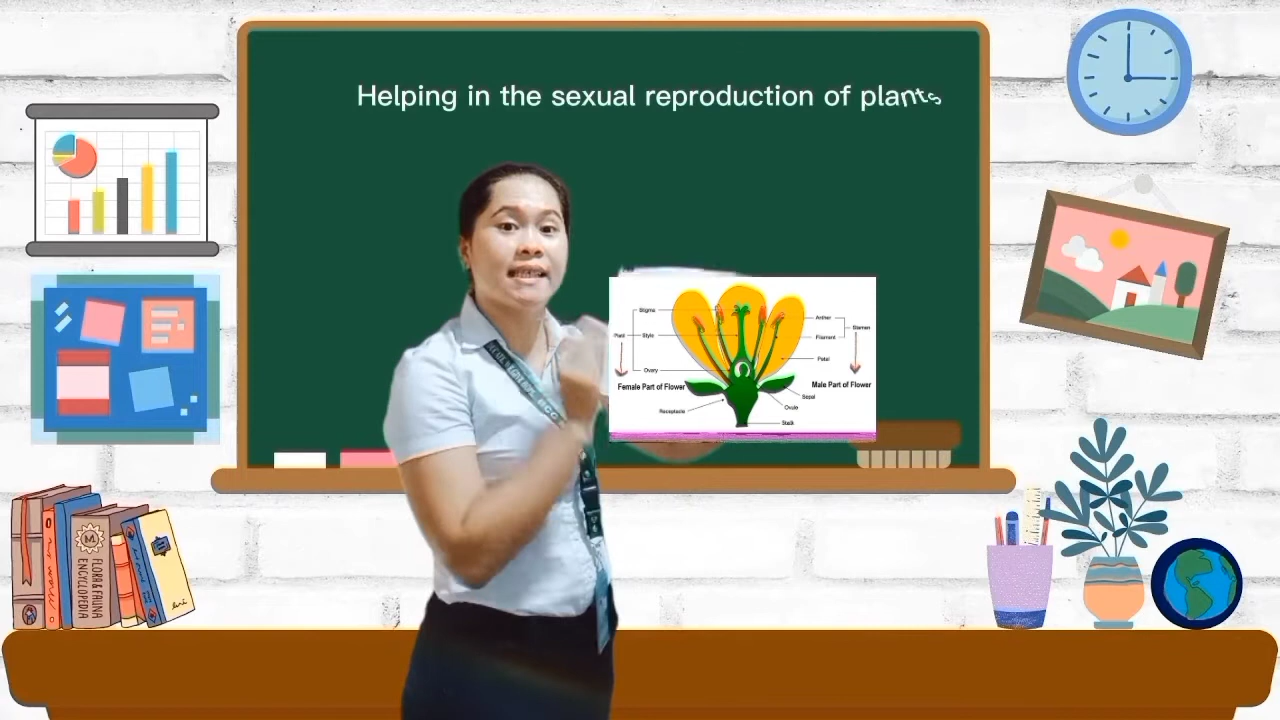 Helping in the sexual reproduction of plants
Stigma
Style
Ovary
Female Part of Flower
Receptacle
Anther
Filament
Stamen
Petal
Male Part of Flower
Sepal
Ovule
Stalk
FLORA & FAUNA
ENCYCLOPEDIA
M